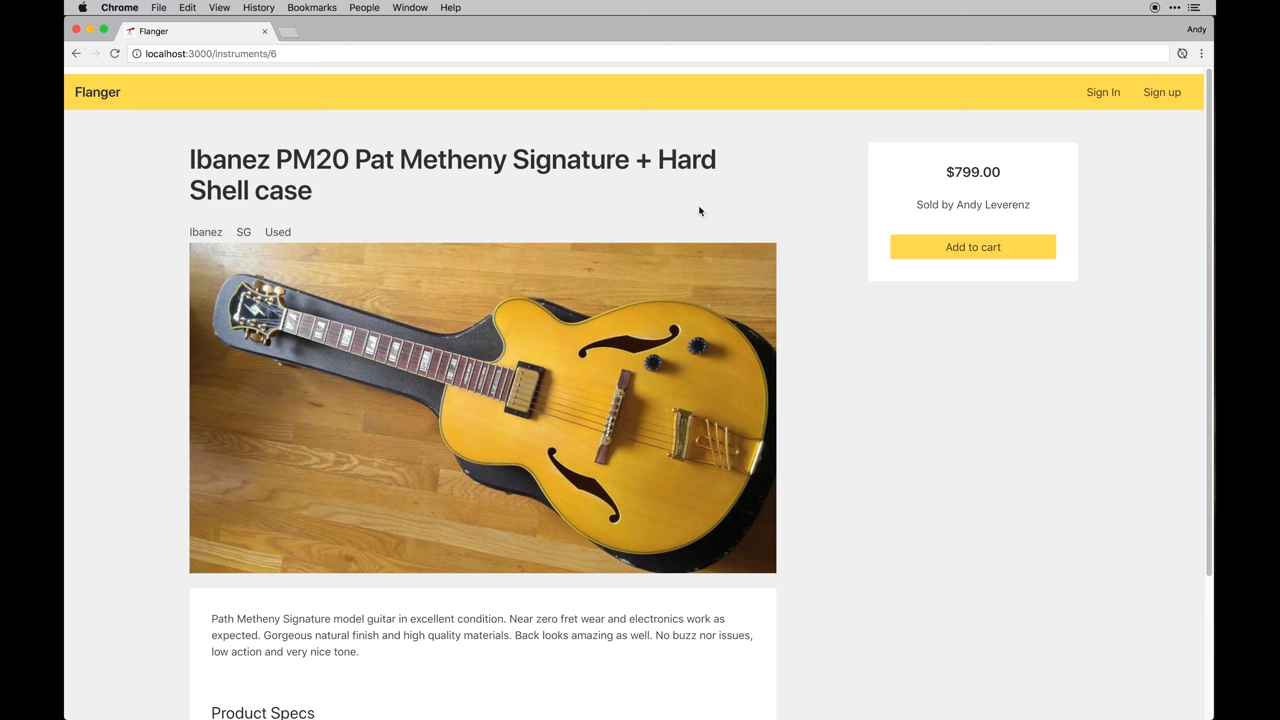 Chrome File Edit View History Bookmarks People Window Help
Flanger
Andy
localhost:3000/instruments/6
Flanger Sign In Sign up
Ibanez PM20 Pat Metheny Signature + Hard
Shell case
$799.00
Sold by Andy Leverenz
Ibanez SG Used
Add to cart
Path Metheny Signature model guitar in excellent condition. Near zero fret wear and electronics work as
expected. Gorgeous natural finish and high quality materials. Back looks amazing as well. No buzz nor issues,
low action and very nice tone.
Product Specs